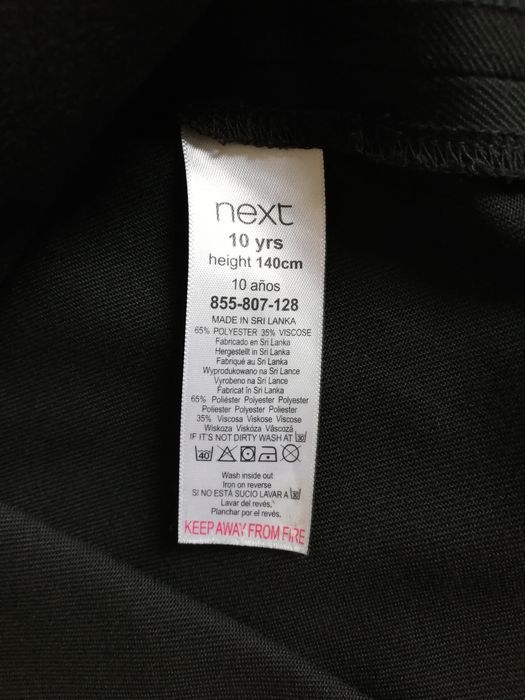 next
10 yrs
height 140cm
10 años
855-807-128
MADE IN SRI LANKA
65% POLYESTER 35% VISCOSE
Fabricado en Sri Lanka
Hergestellt in Sri Lanka
Fabriqué au Sri Lanka
Wyprodukowano na Sri Lance
Vyrobeno na Sri Lance
Fabricat în Sri Lanka
65% Poliéster Polyester Polyester
Poliester Polyester Poliester
35% Viscosa Viskose Viscose
Wiskoza Viskóza Vâscoză
IF IT'S NOT DIRTY WASH AT 30
40
Wash inside out
Iron on reverse
SI NO ESTÁ SUCIO LAVAR A 30
Lavar del revés.
Planchar por el revés.
KEEP AWAY FROM FIRE